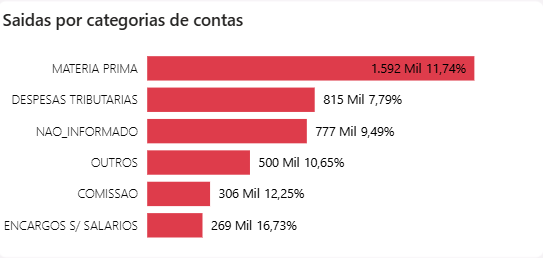 Saidas por categorias de contas
MATERIA PRIMA 1.592 Mil 11,74%
DESPESAS TRIBUTARIAS 815 Mil 7,79%
NAO_INFORMADO 777 Mil 9,49%
OUTROS 500 Mil 10,65%
COMISSAO 306 Mil 12,25%
ENCARGOS S/ SALARIOS 269 Mil 16,73%